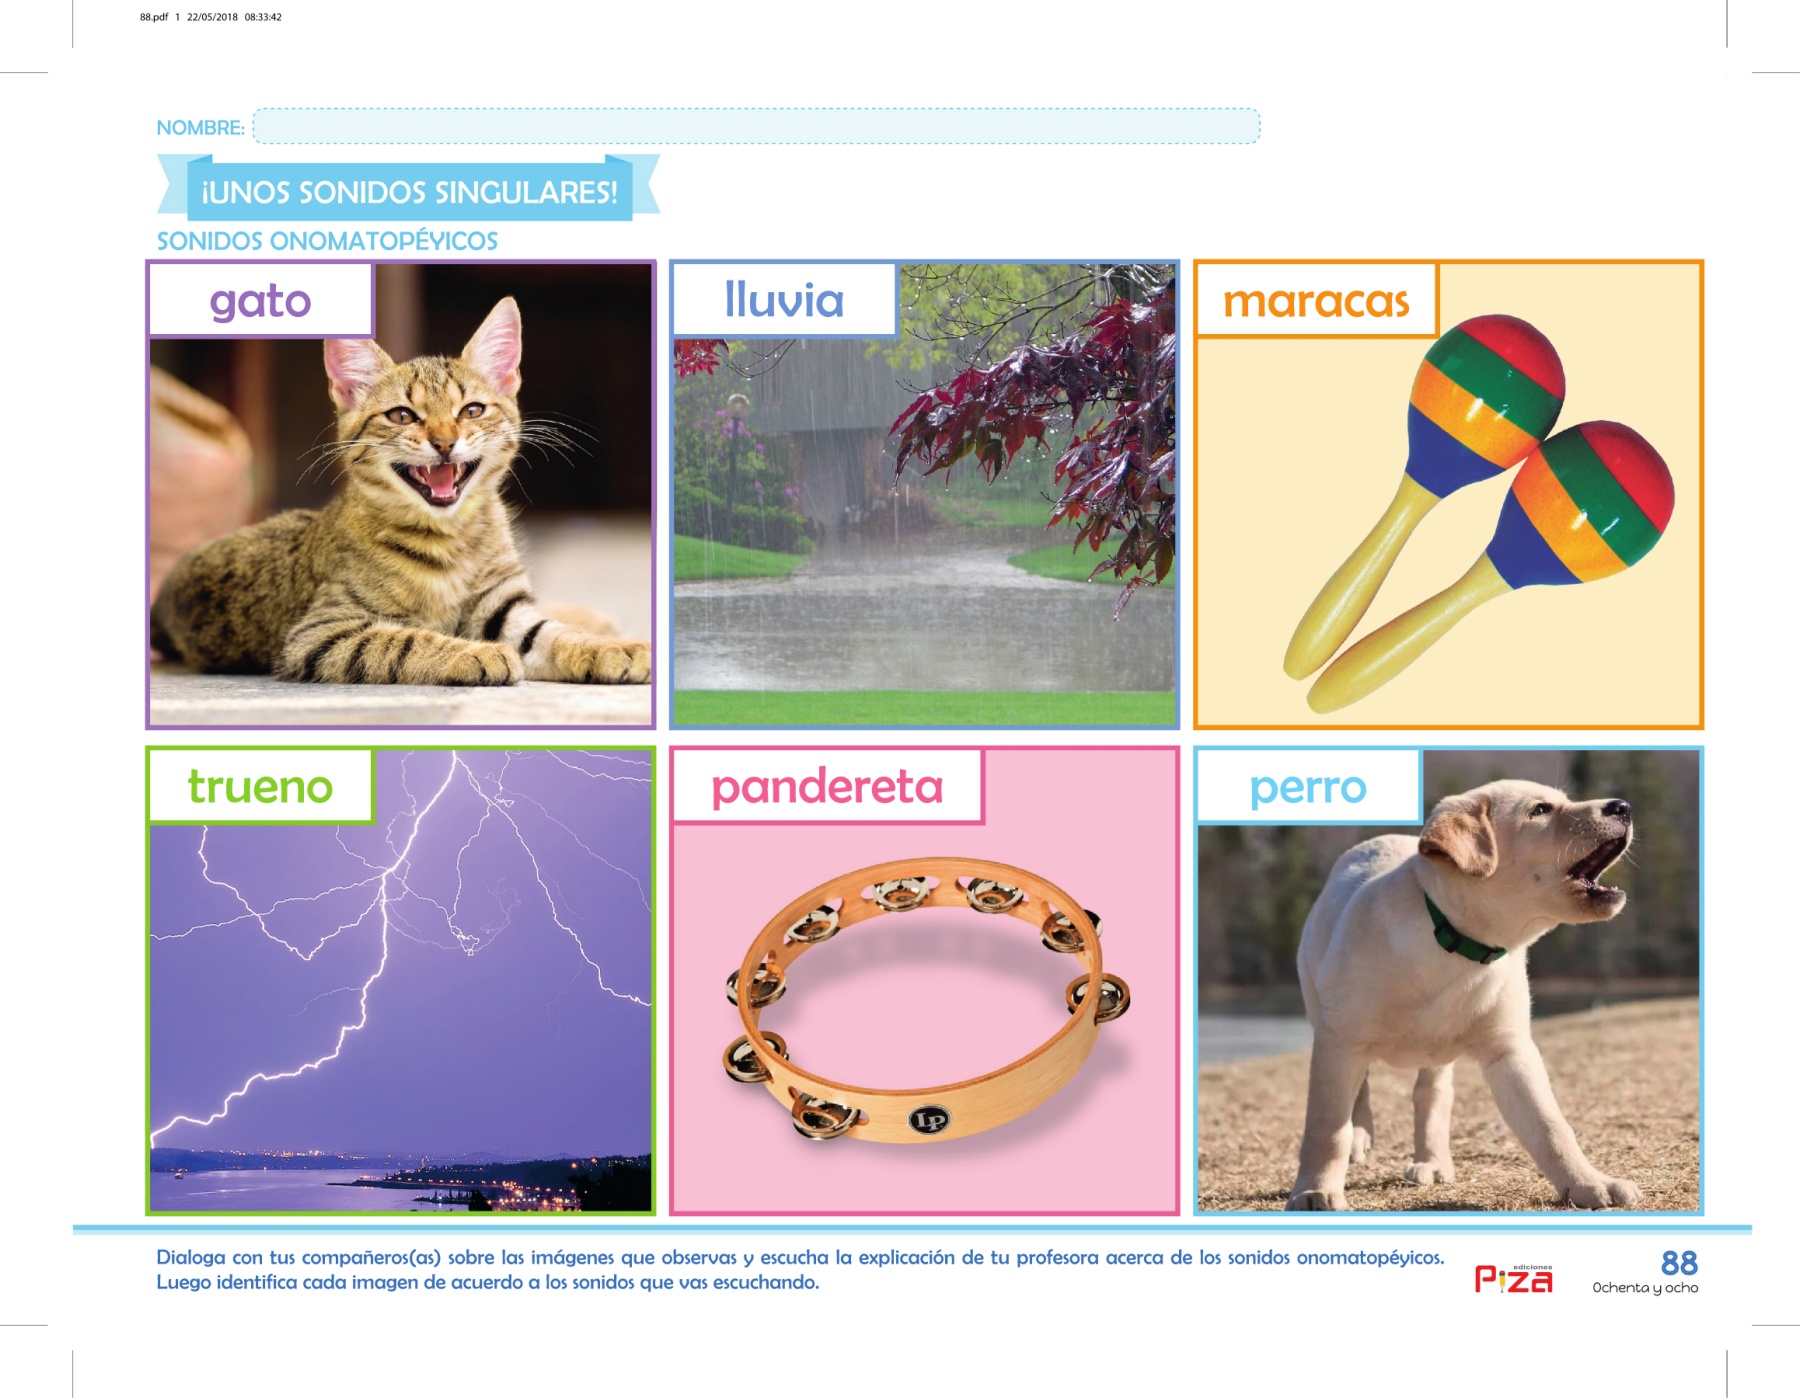 88.pdf 1 22/05/2018 08:33:42
NOMBRE:
¡UNOS SONIDOS SINGULARES!
SONIDOS ONOMATOPÉYICOS
gato
lluvia
maracas
trueno
pandereta
perro
LP
Dialoga con tus compañeros(as) sobre las imágenes que observas y escucha la explicación de tu profesora acerca de los sonidos onomatopéyicos.
Luego identifica cada imagen de acuerdo a los sonidos que vas escuchando.
ediciones
Piza
88
Ochenta y ocho